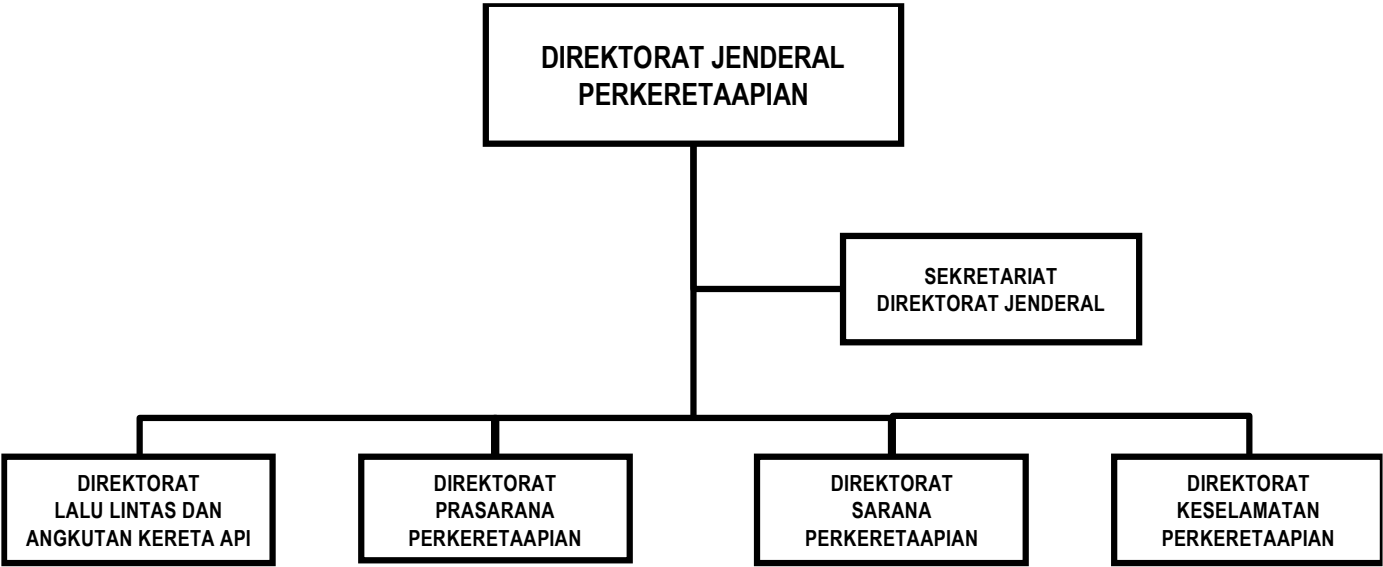 DIREKTORAT JENDERAL
PERKERETAAPIAN
SEKRETARIAT
DIREKTORAT JENDERAL
DIREKTORAT
LALU LINTAS DAN
ANGKUTAN KERETA API
DIREKTORAT
PRASARANA
PERKERETAAPIAN
DIREKTORAT
SARANA
PERKERETAAPIAN
DIREKTORAT
KESELAMATAN
PERKERETAAPIAN